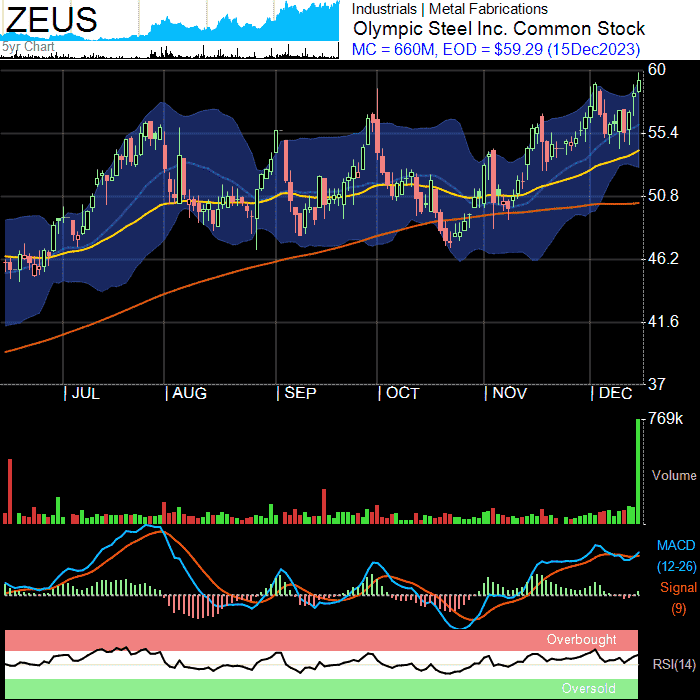 ZEUS
5yr Chart
Industrials | Metal Fabrications
Olympic Steel Inc. Common Stock
MC = 660M, EOD = $59.29 (15Dec2023)
60
55.4
50.8
46.2
41.6
37
JUL AUG SEP OCT NOV DEC
769k
Volume
MACD
(12-26)
Signal
(9)
Overbought
RSI(14)
Oversold